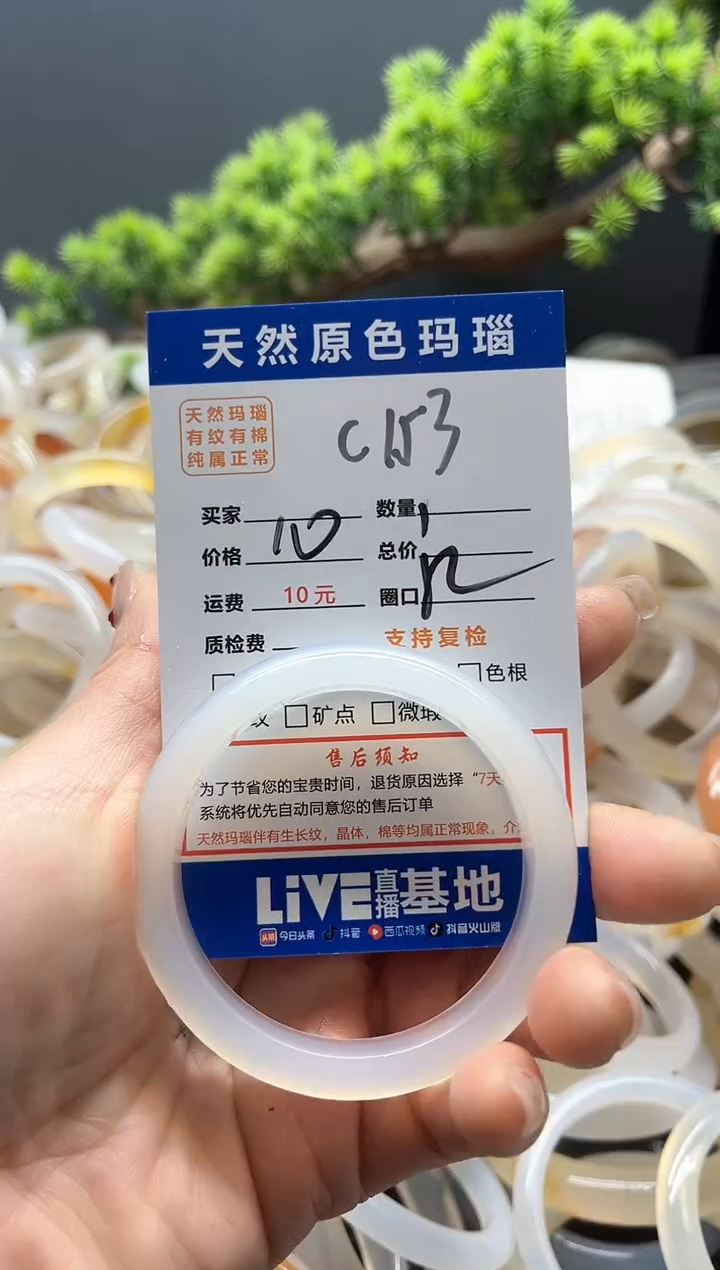 天然原色玛瑙
天然玛瑙
有纹有棉
纯属正常
C153
买家 数量 1
价格 10 总价
运费 10元 圈口
质检费 支持复检
色根
纹 矿点 微瑕
售后须知
为了节省您的宝贵时间，退货原因选择“7天
系统将优先自动同意您的售后订单
天然玛瑙伴有生长纹，晶体，棉等均属正常现象，介
LiVE直播基地
头条 今日头条 抖音 西瓜视频 抖音火山版